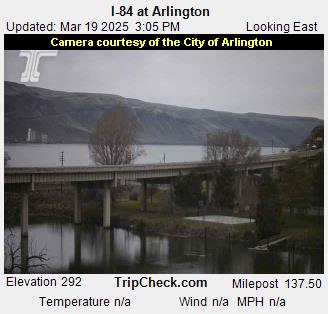 I-84 at Arlington
Updated: Mar 19 2025 3:05 PM Looking East
Camera courtesy of the City of Arlington
Elevation 292 TripCheck.com Milepost 137.50
Temperature n/a Wind n/a MPH n/a